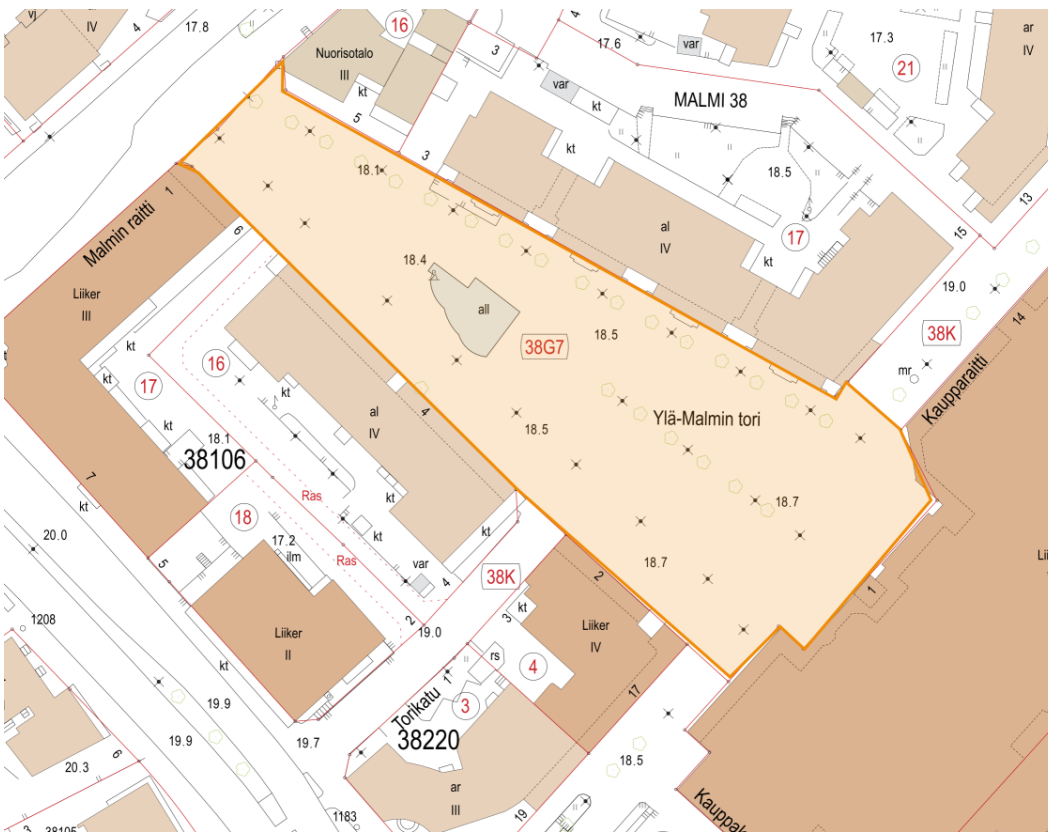 vj
IV
4
17.8
16
Nuorisotalo
III
kt
5
3
4
17.6
var
var
kt
MALMI 38
17.3
21
ar
IV
kt
3
18.1
18.5
15
13
17
kt
al
IV
1
Malmin raitti
6
Liiker
III
18.4
all
38G7
18.5
19.0
38K
14
mr
Kaupparaitti
kt
kt
17
16
kt
kt
al
IV
4
18.5
Ylä-Malmin tori
18.7
18.1
38106
7
kt
Ras
kt
kt
18
17.2
ilm
Ras
kt
var
4
38K
18.7
2
1
20.0
5
1208
Liiker
II
2
19.0
3
kt
Liiker
IV
rs
4
17
kt
19.9
19.9
1
3
Torikatu
38220
19.7
18.5
6
20.3
ar
III
1183
19
3
38105